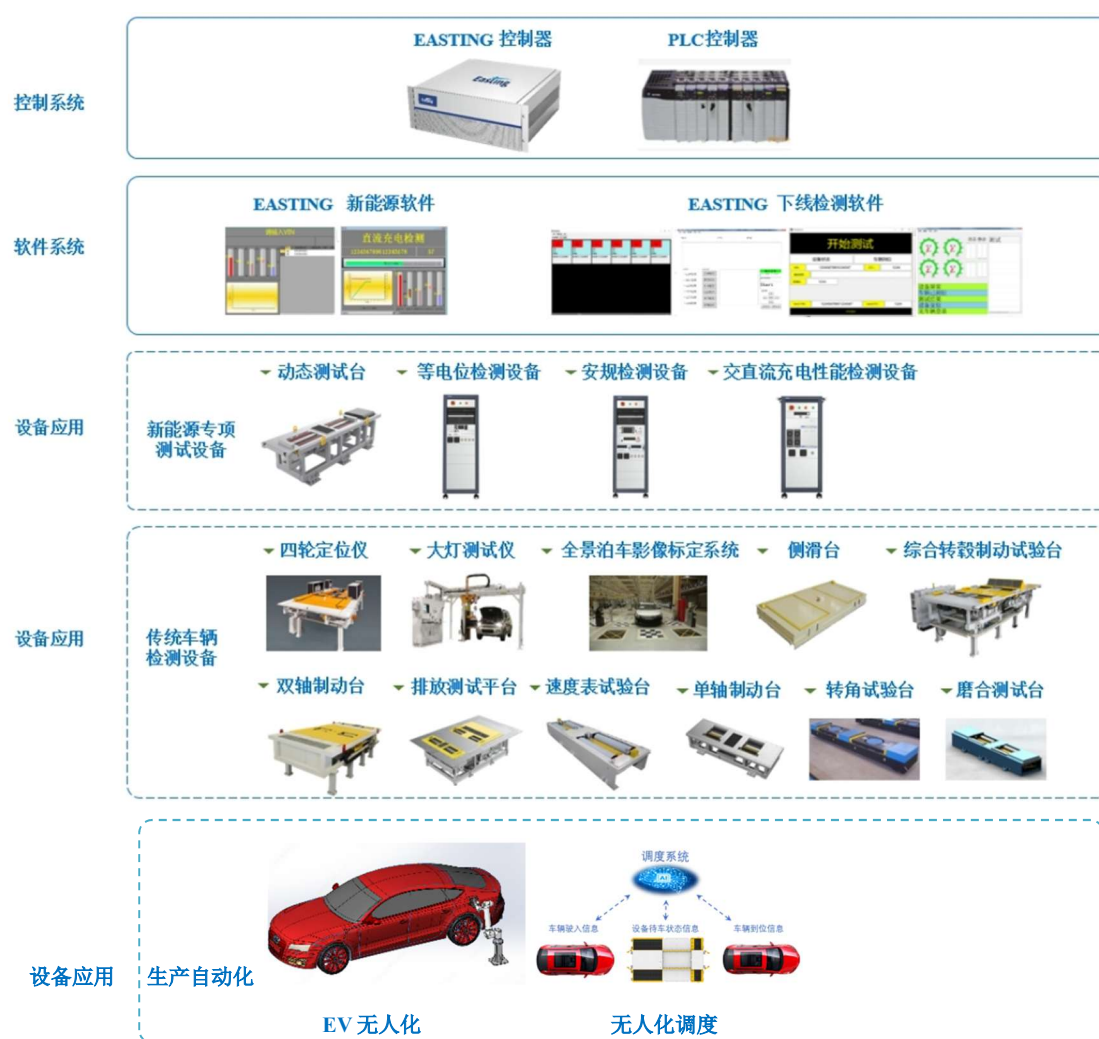 EASTING 控制器
PLC控制器
控制系统
Easting
EASTING 新能源软件
EASTING 下线检测软件
软件系统
请输入VIN
直流充电检测
开始测试
动态测试台
等电位检测设备
安规检测设备
交直流充电性能检测设备
设备应用
新能源专项
测试设备
四轮定位仪
大灯测试仪
全景泊车影像标定系统
侧滑台
综合转毂制动试验台
设备应用
传统车辆
检测设备
双轴制动台
排放测试平台
速度表试验台
单轴制动台
转角试验台
磨合测试台
调度系统
AI
车辆驶入信息
设备待车状态信息
车辆到位信息
设备应用
生产自动化
EV 无人化
无人化调度